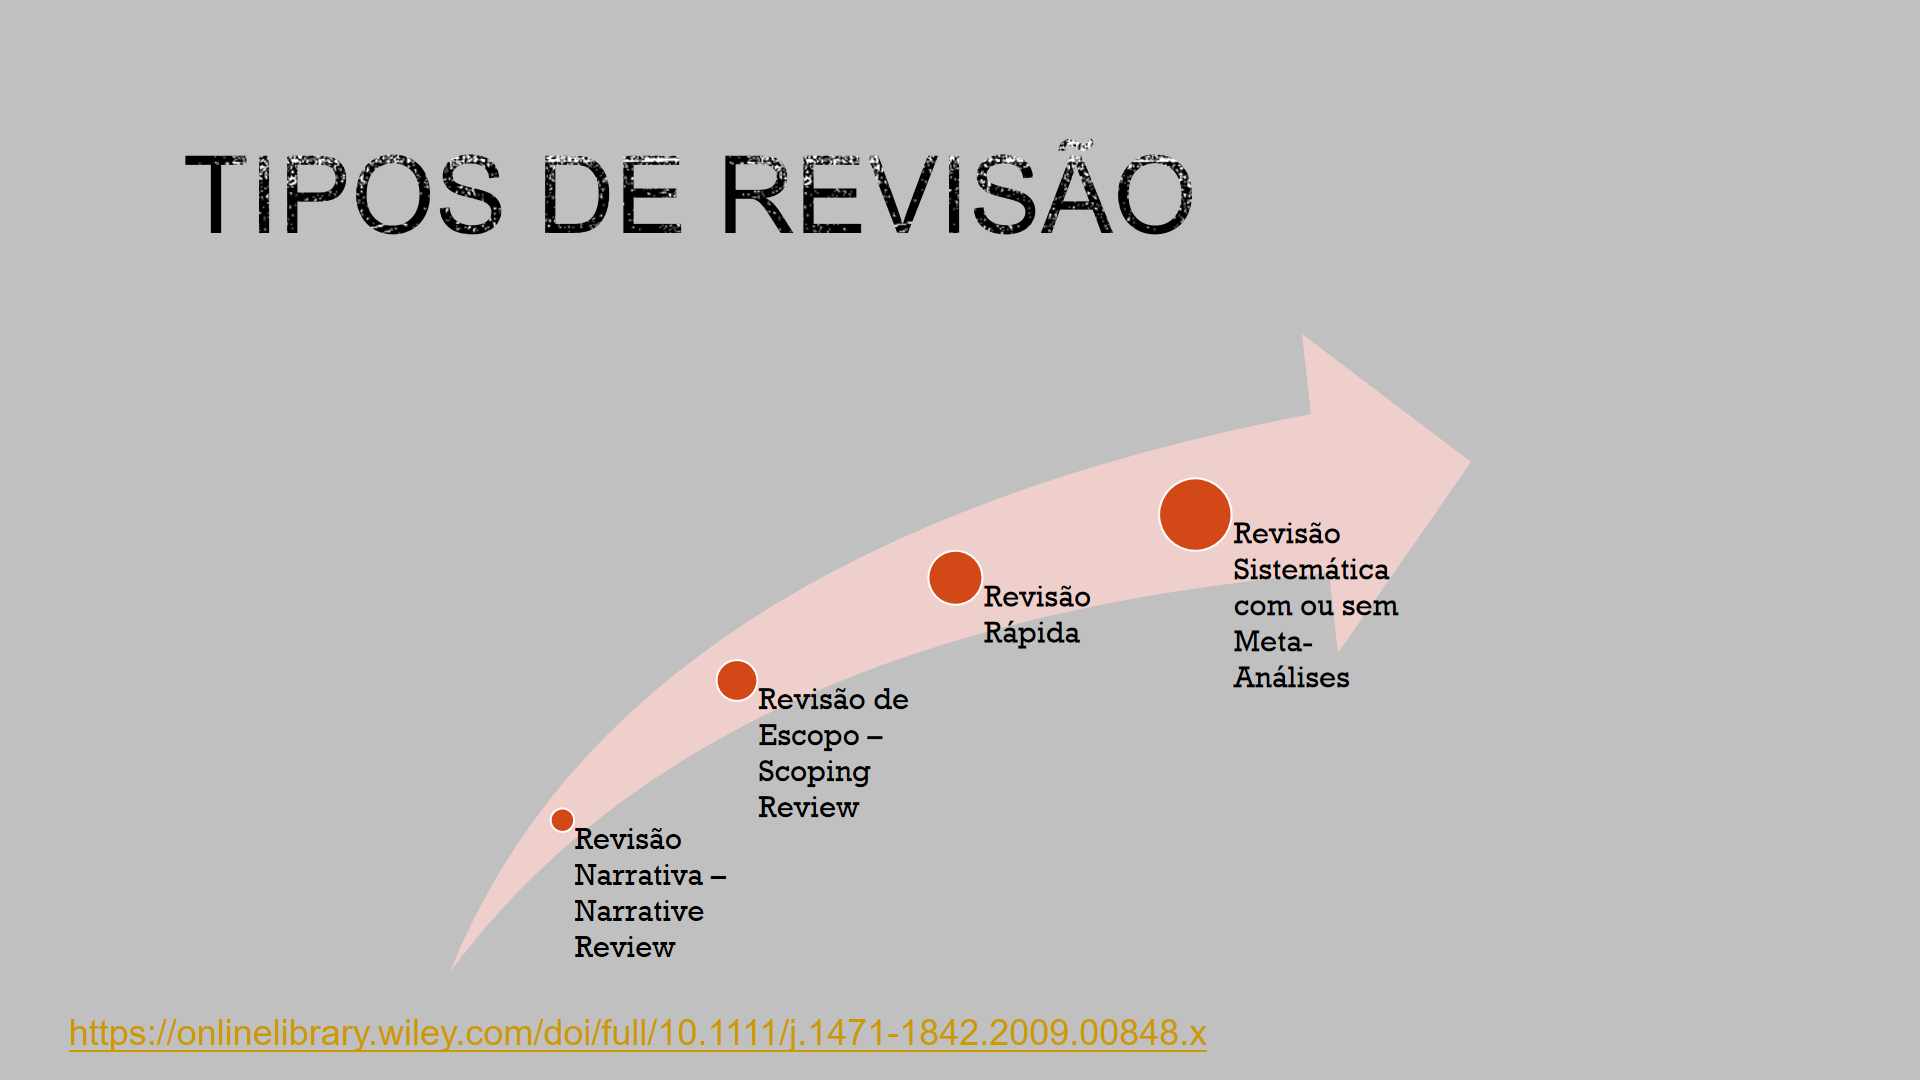 TIPOS DE REVISÃO
Revisão
Sistemática
com ou sem
Meta-
Análises
Revisão
Rápida
Revisão de
Escopo –
Scoping
Review
Revisão
Narrativa –
Narrative
Review
https://onlinelibrary.wiley.com/doi/full/10.1111/j.1471-1842.2009.00848.x